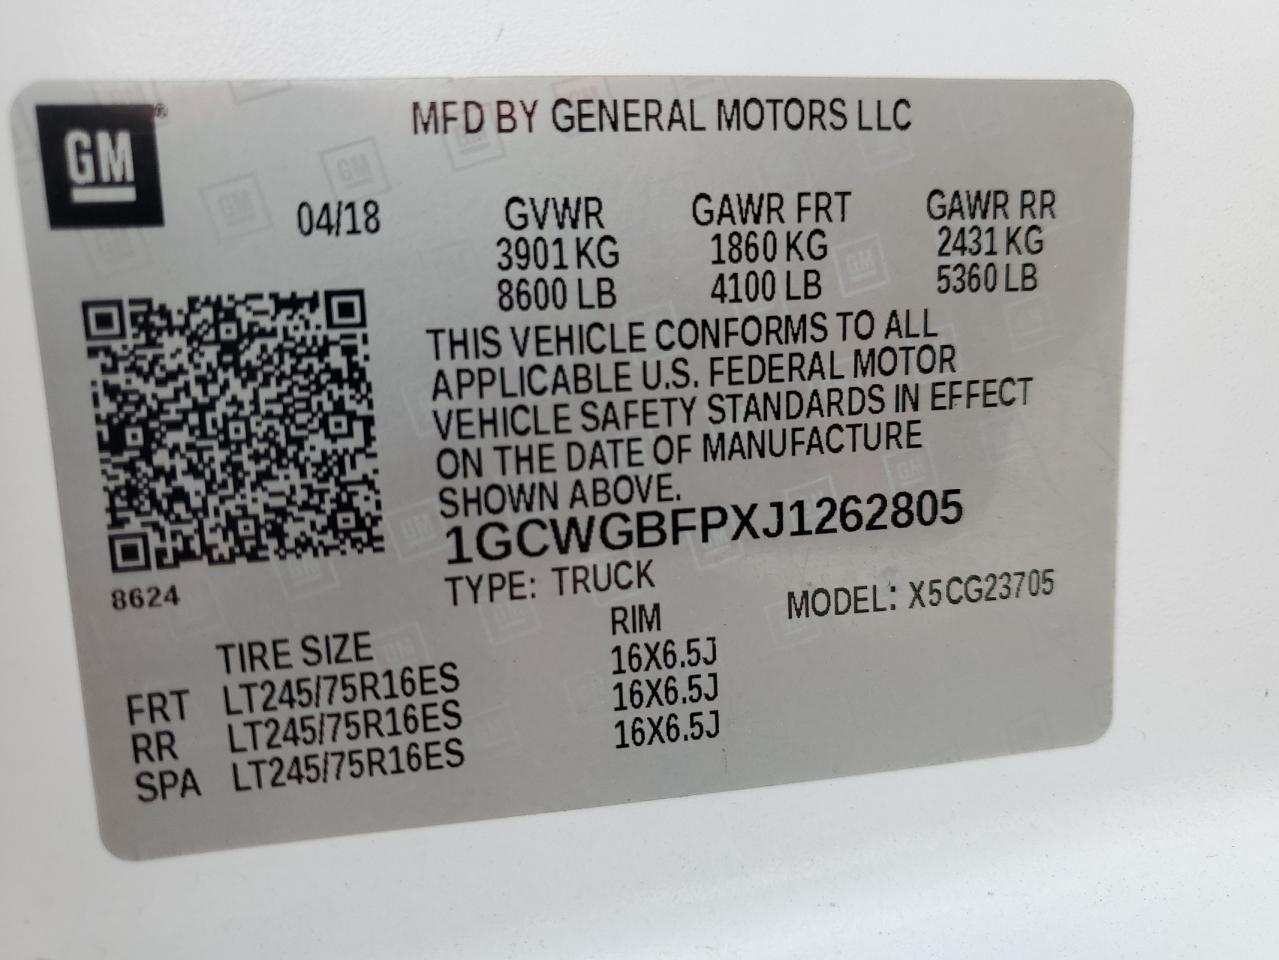 GM®
MFD BY GENERAL MOTORS LLC
04/18
GVWR
3901 KG
8600 LB
GAWR FRT
1860 KG
4100 LB
GAWR RR
2431 KG
5360 LB
THIS VEHICLE CONFORMS TO ALL
APPLICABLE U.S. FEDERAL MOTOR
VEHICLE SAFETY STANDARDS IN EFFECT
ON THE DATE OF MANUFACTURE
SHOWN ABOVE.
1GCWGBFPXJ1262805
8624
TYPE: TRUCK
MODEL: X5CG23705
TIRE SIZE RIM
FRT LT245/75R16ES 16X6.5J
RR LT245/75R16ES 16X6.5J
SPA LT245/75R16ES 16X6.5J